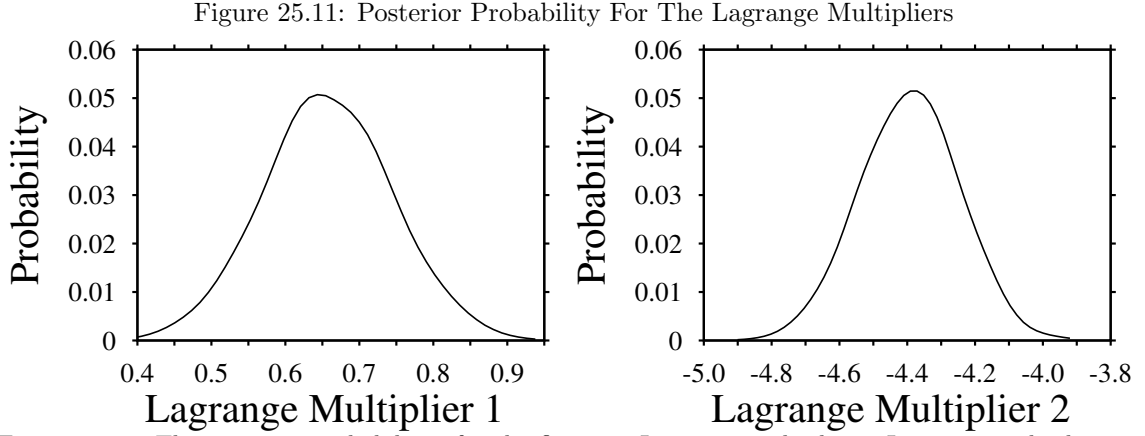 Figure 25.11: Posterior Probability For The Lagrange Multipliers
Probability
0.06
0.05
0.04
0.03
0.02
0.01
0
0.4 0.5 0.6 0.7 0.8 0.9
Lagrange Multiplier 1
Probability
0.06
0.05
0.04
0.03
0.02
0.01
0
-5.0 -4.8 -4.6 -4.4 -4.2 -4.0 -3.8
Lagrange Multiplier 2